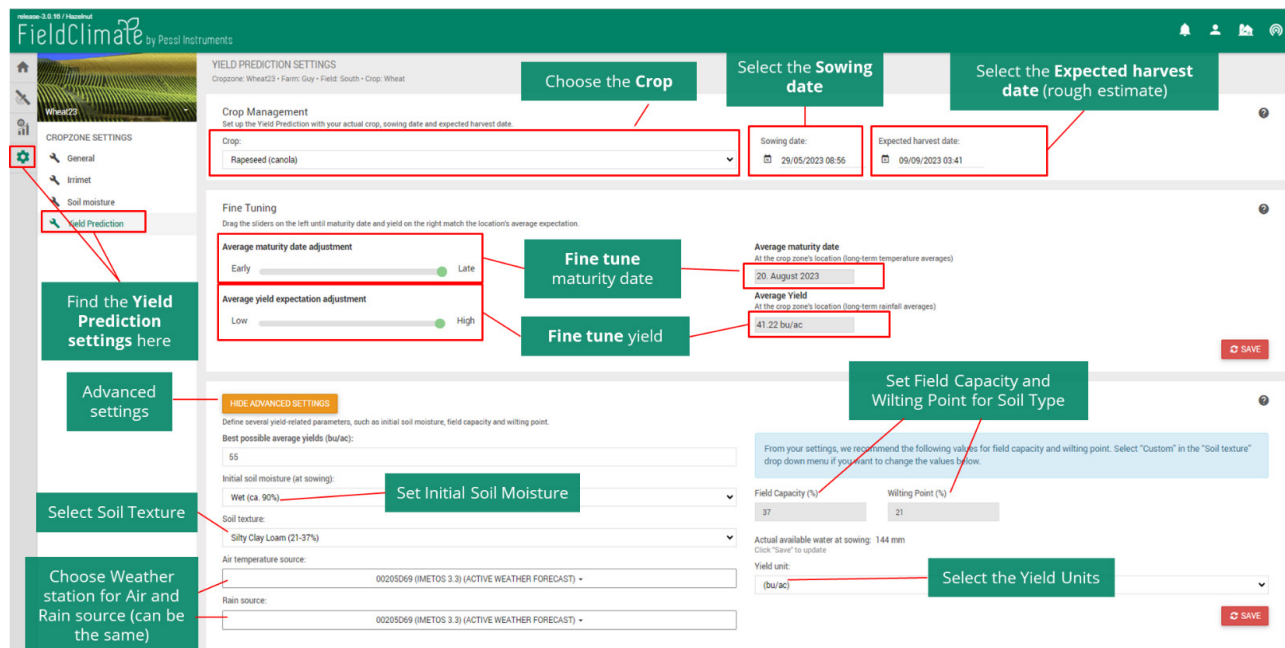 release-3.0.16 / Hazelnut
FieldClimate by Pessl Instruments
Wheat23
CROPZONE SETTINGS
General
Irrimet
Soil moisture
Yield Prediction
Find the Yield
Prediction
settings here
YIELD PREDICTION SETTINGS
Cropzone: Wheat23 • Farm: Guy • Field: South • Crop: Wheat
Choose the Crop
Select the Sowing
date
Select the Expected harvest
date (rough estimate)
Crop Management
Set up the Yield Prediction with your actual crop, sowing date and expected harvest date.
Crop:
Rapeseed (canola)
Sowing date:
29/05/2023 08:56
Expected harvest date:
09/09/2023 03:41
Fine Tuning
Drag the sliders on the left until maturity date and yield on the right match the location's average expectation.
Average maturity date adjustment
Early
Late
Fine tune
maturity date
Average maturity date
At the crop zone's location (long-term temperature averages)
20. August 2023
Average yield expectation adjustment
Low
High
Fine tune yield
Average Yield
At the crop zone's location (long-term rainfall averages)
41.22 bu/ac
SAVE
Advanced
settings
HIDE ADVANCED SETTINGS
Define several yield-related parameters, such as initial soil moisture, field capacity and wilting point.
Best possible average yields (bu/ac):
55
Initial soil moisture (at sowing):
Wet (ca. 90%)
Set Initial Soil Moisture
Select Soil Texture
Soil texture:
Silty Clay Loam (21-37%)
Choose Weather
station for Air and
Rain source (can be
the same)
Air temperature source:
00205D69 (IMETOS 3.3) (ACTIVE WEATHER FORECAST)
Rain source:
00205D69 (IMETOS 3.3) (ACTIVE WEATHER FORECAST)
Set Field Capacity and
Wilting Point for Soil Type
From your settings, we recommend the following values for field capacity and wilting point. Select "Custom" in the "Soil texture"
drop down menu if you want to change the values below.
Field Capacity (%)
37
Wilting Point (%)
21
Actual available water at sowing: 144 mm
Click "Save" to update
Yield unit:
(bu/ac)
Select the Yield Units
SAVE